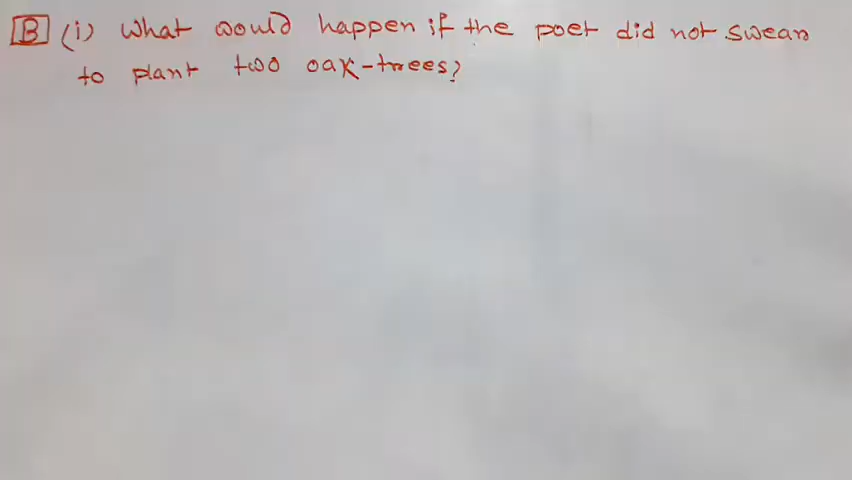 B (i) What would happen if the poet did not swear
to plant two oak-trees?